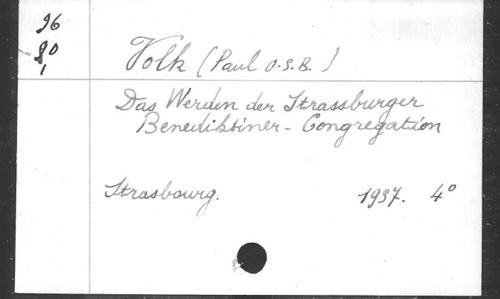 96
80
1
Volk (Paul O.S.B.)
Das Werden der Strassburger
Benediktiner-Congregation
Strasbourg. 1937. 4°